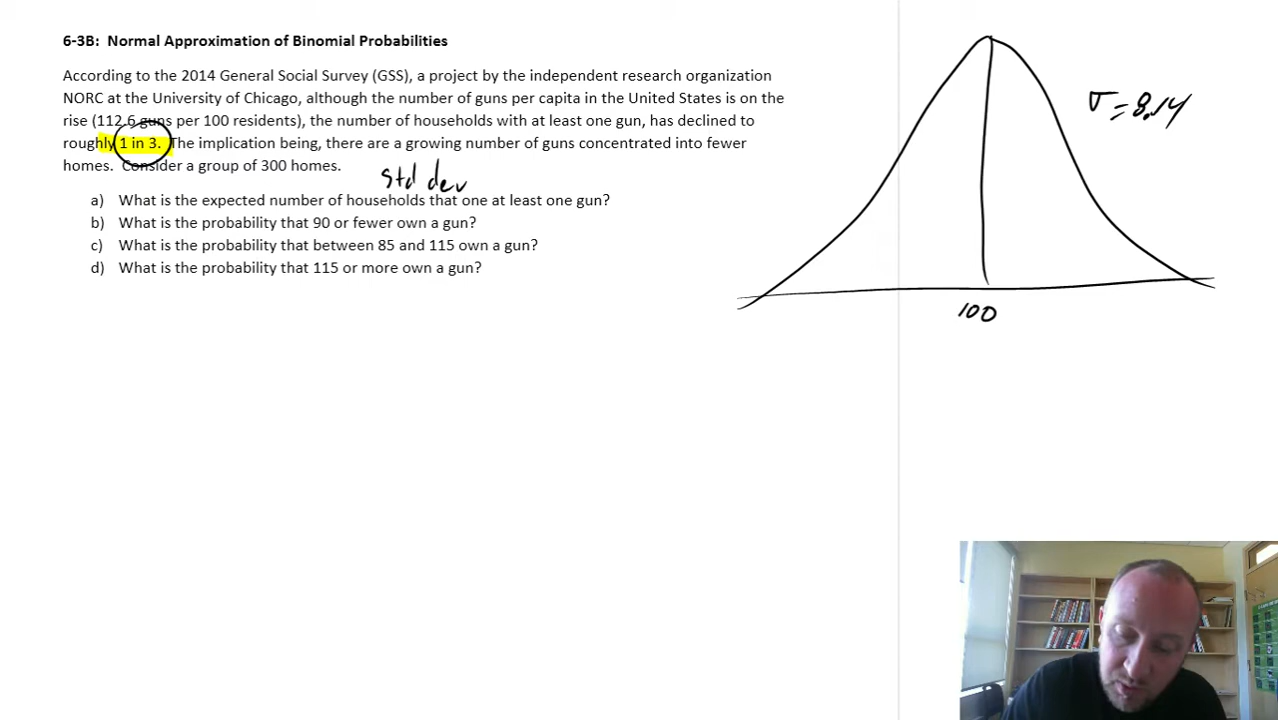 6-3B: Normal Approximation of Binomial Probabilities
According to the 2014 General Social Survey (GSS), a project by the independent research organization
NORC at the University of Chicago, although the number of guns per capita in the United States is on the
rise (112.6 guns per 100 residents), the number of households with at least one gun, has declined to
roughly 1 in 3. The implication being, there are a growing number of guns concentrated into fewer
homes. Consider a group of 300 homes.
std dev
a) What is the expected number of households that one at least one gun?
b) What is the probability that 90 or fewer own a gun?
c) What is the probability that between 85 and 115 own a gun?
d) What is the probability that 115 or more own a gun?
σ = 8.14
100